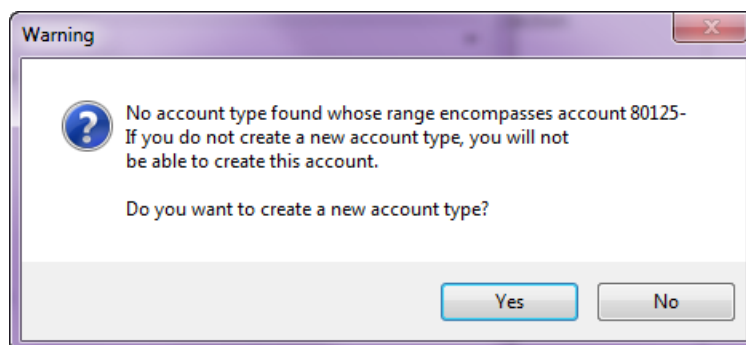 Warning
No account type found whose range encompasses account 80125-
If you do not create a new account type, you will not
be able to create this account.
Do you want to create a new account type?
Yes
No